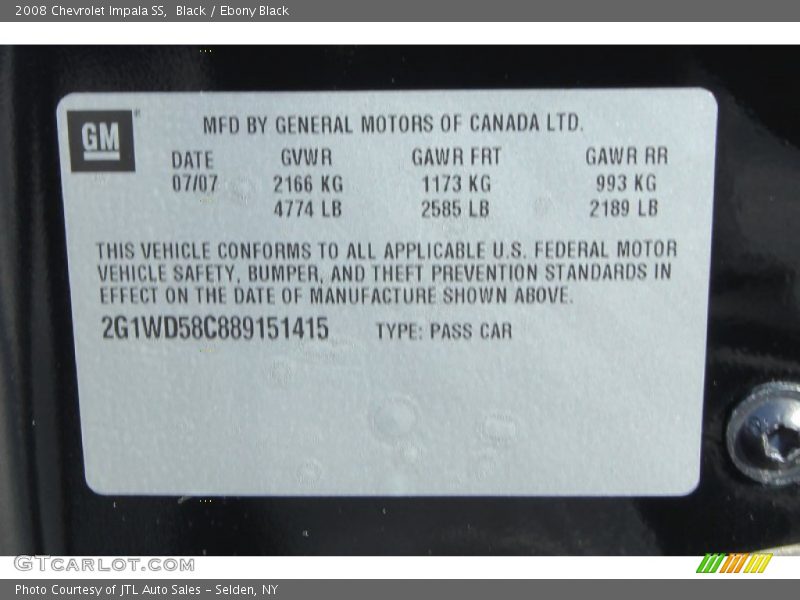 2008 Chevrolet Impala SS, Black / Ebony Black
GM
MFD BY GENERAL MOTORS OF CANADA LTD.
DATE GVWR GAWR FRT GAWR RR
07/07 2166 KG 1173 KG 993 KG
4774 LB 2585 LB 2189 LB
THIS VEHICLE CONFORMS TO ALL APPLICABLE U.S. FEDERAL MOTOR
VEHICLE SAFETY, BUMPER, AND THEFT PREVENTION STANDARDS IN
EFFECT ON THE DATE OF MANUFACTURE SHOWN ABOVE.
2G1WD58C889151415 TYPE: PASS CAR
GTCARLOT.COM
Photo Courtesy of JTL Auto Sales - Selden, NY